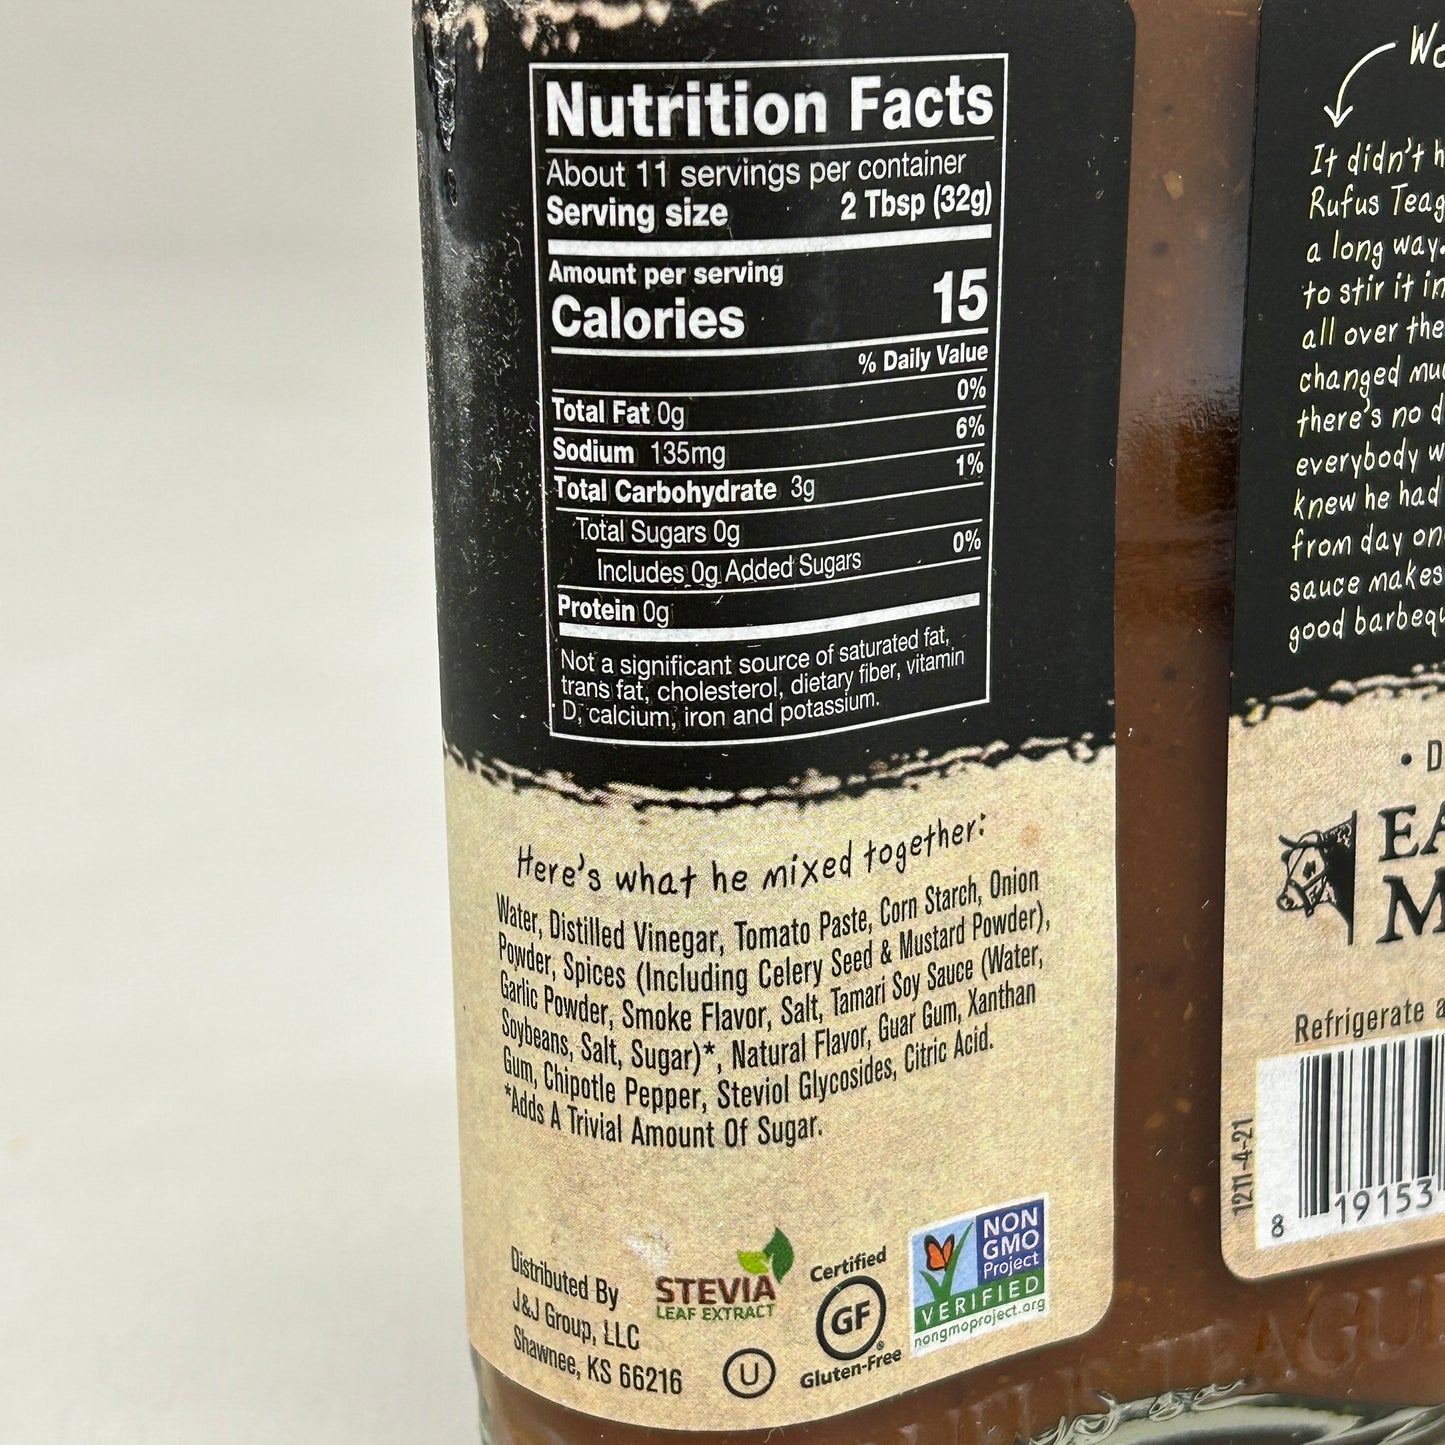 Nutrition Facts
About 11 servings per container
Serving size 2 Tbsp (32g)
Amount per serving
Calories 15
% Daily Value
Total Fat 0g 0%
Sodium 135mg 6%
Total Carbohydrate 3g 1%
Total Sugars 0g
Includes 0g Added Sugars 0%
Protein 0g
Not a significant source of saturated fat,
trans fat, cholesterol, dietary fiber, vitamin
D, calcium, iron and potassium.
Here's what he mixed together:
Water, Distilled Vinegar, Tomato Paste, Corn Starch, Onion
Powder, Spices (Including Celery Seed & Mustard Powder),
Garlic Powder, Smoke Flavor, Salt, Tamari Soy Sauce (Water,
Soybeans, Salt, Sugar)*, Natural Flavor, Guar Gum, Xanthan
Gum, Chipotle Pepper, Steviol Glycosides, Citric Acid.
*Adds A Trivial Amount Of Sugar.
Distributed By
J&J Group, LLC
Shawnee, KS 66216
STEVIA
LEAF EXTRACT
U
Certified
GF
Gluten-Free
NON
GMO
Project
VERIFIED
nongmoproject.org
It didn't
Rufus
a long way
to stir it
all over the
changed
there's no
everybody
knew he had
from day
sauce makes
good
Refrigerate
1211-4-21
8 19153